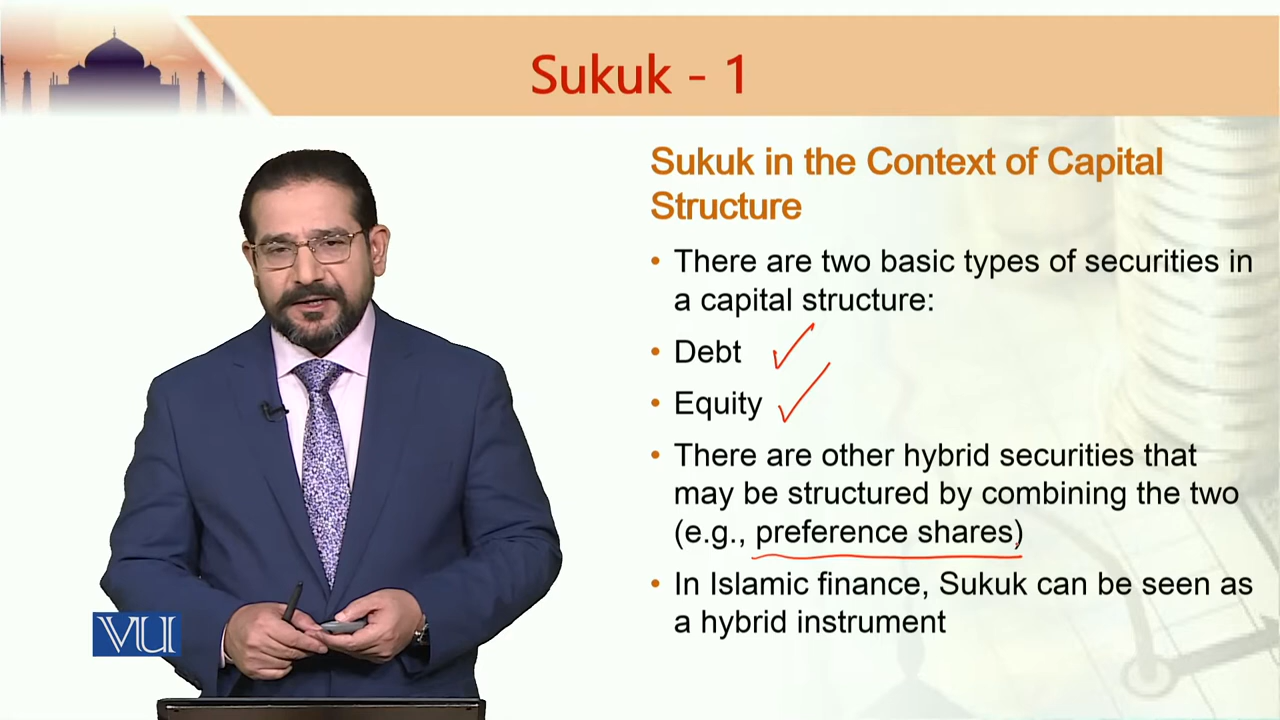 Sukuk - 1
Sukuk in the Context of Capital
Structure
• There are two basic types of securities in
a capital structure:
• Debt
• Equity
• There are other hybrid securities that
may be structured by combining the two
(e.g., preference shares)
• In Islamic finance, Sukuk can be seen as
a hybrid instrument
VU